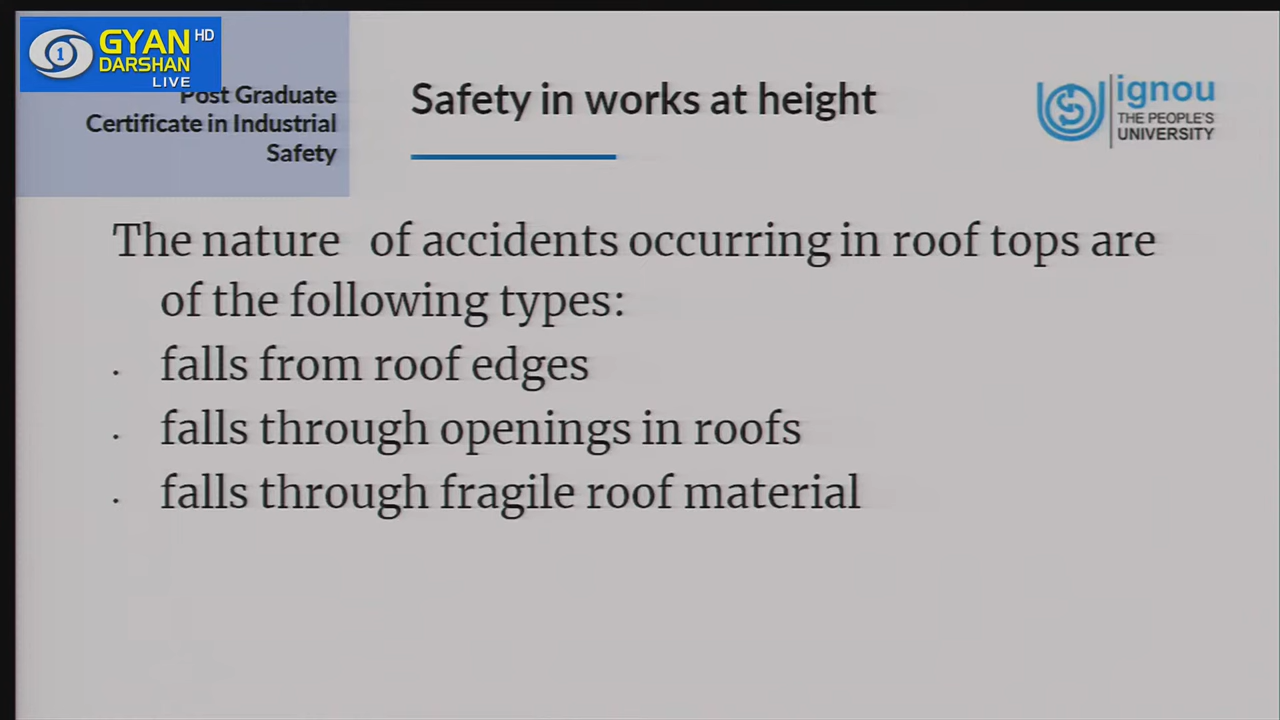 GYAN HD
DARSHAN
1
LIVE
Post Graduate
Certificate in Industrial
Safety
Safety in works at height
ignou
THE PEOPLE'S
UNIVERSITY
The nature of accidents occurring in roof tops are
of the following types:
· falls from roof edges
· falls through openings in roofs
· falls through fragile roof material